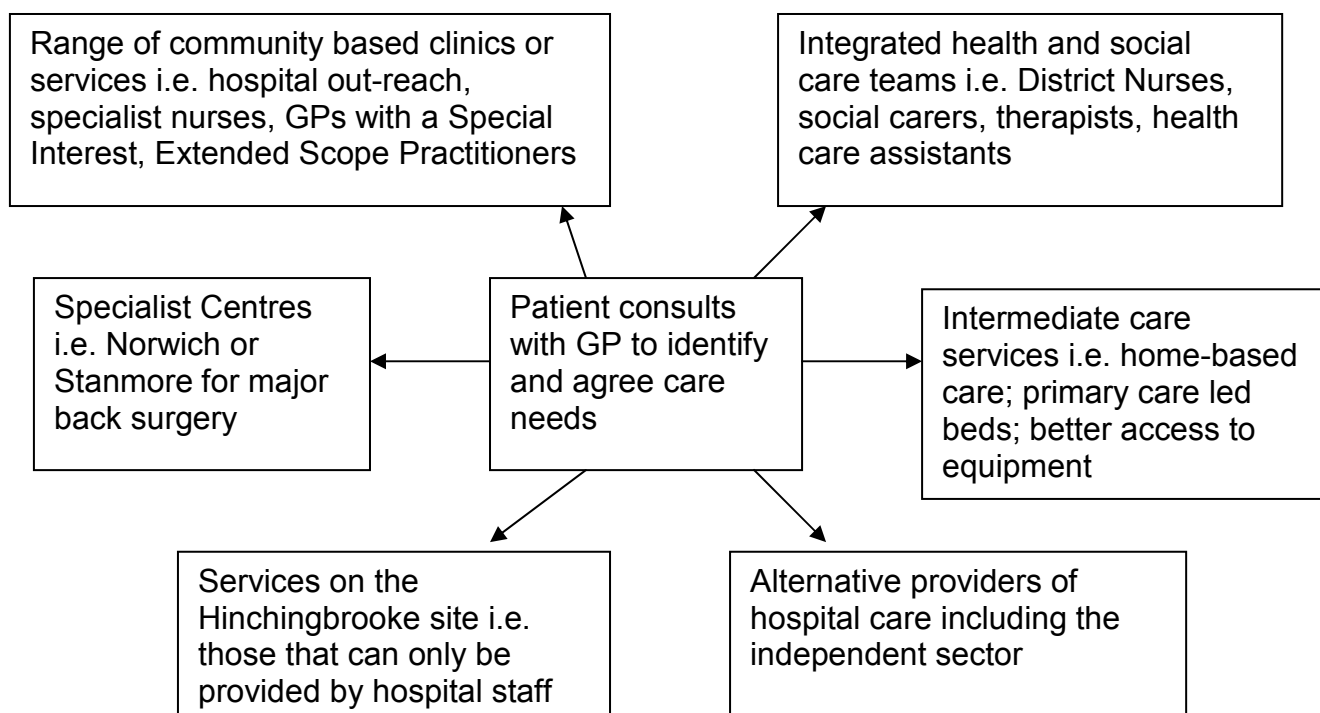 Range of community based clinics or
services i.e. hospital out-reach,
specialist nurses, GPs with a Special
Interest, Extended Scope Practitioners
Integrated health and social
care teams i.e. District Nurses,
social carers, therapists, health
care assistants
Specialist Centres
i.e. Norwich or
Stanmore for major
back surgery
Patient consults
with GP to identify
and agree care
needs
Intermediate care
services i.e. home-based
care; primary care led
beds; better access to
equipment
Services on the
Hinchingbrooke site i.e.
those that can only be
provided by hospital staff
Alternative providers of
hospital care including the
independent sector